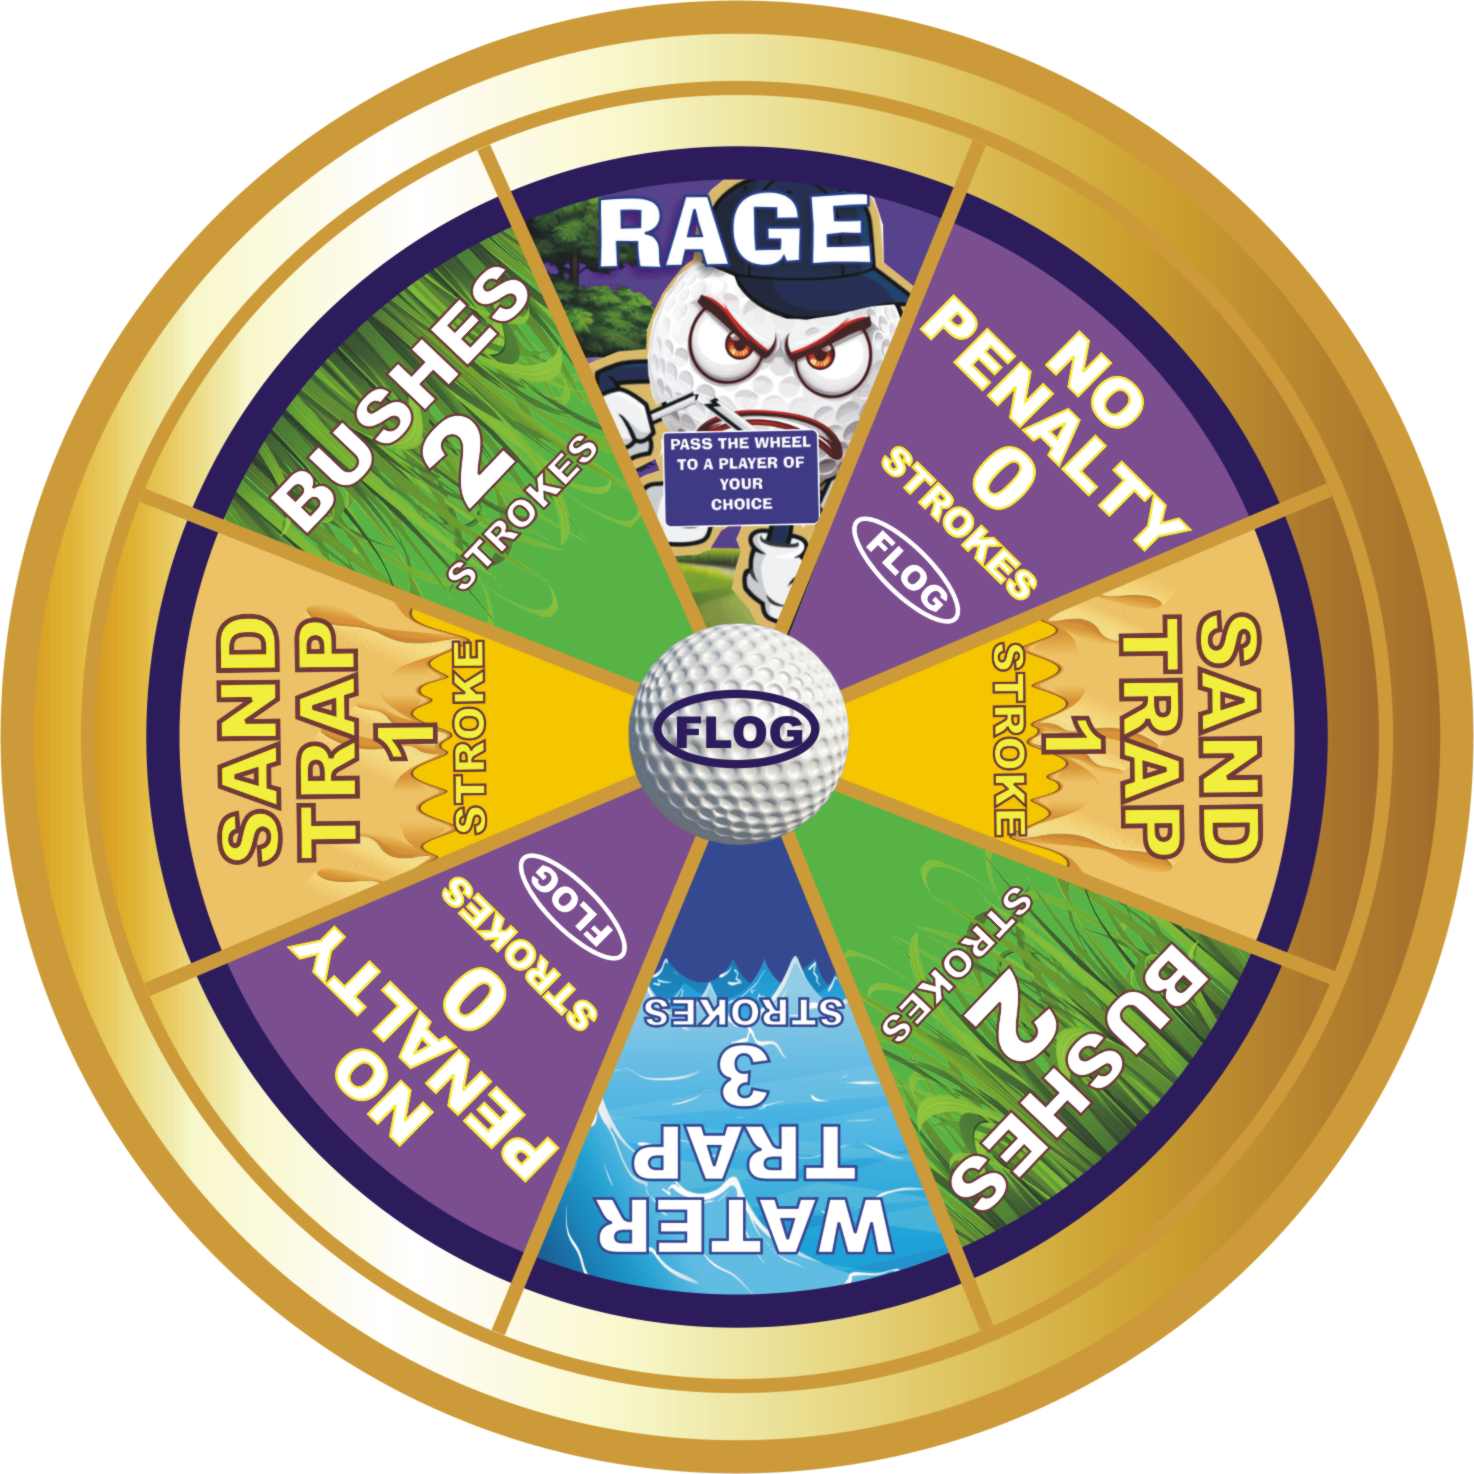 RAGE
PASS THE WHEEL
TO A PLAYER OF
YOUR
CHOICE
NO
PENALTY
0
STROKES
FLOG
SAND
TRAP
1
STROKE
BUSHES
2
STROKES
WATER
TRAP
3
STROKES
NO
PENALTY
0
STROKES
FLOG
SAND
TRAP
1
STROKE
BUSHES
2
STROKES
FLOG